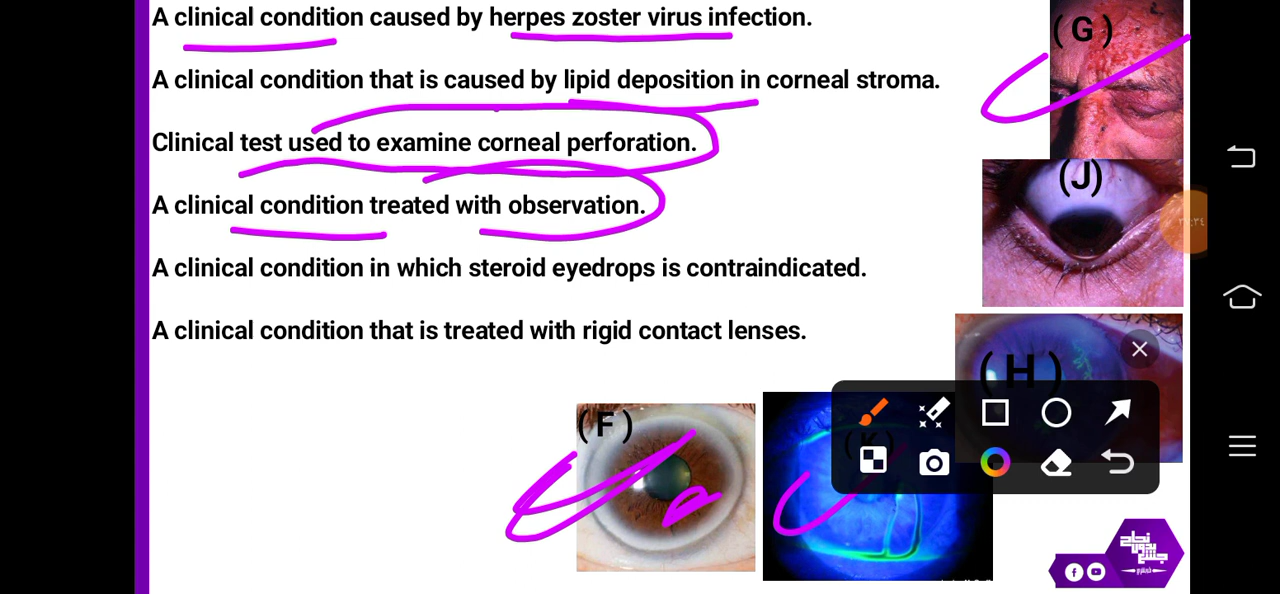 A clinical condition caused by herpes zoster virus infection.
(G)
A clinical condition that is caused by lipid deposition in corneal stroma.
Clinical test used to examine corneal perforation.
(J)
A clinical condition treated with observation.
A clinical condition in which steroid eyedrops is contraindicated.
A clinical condition that is treated with rigid contact lenses.
(H)
(F)
(K)